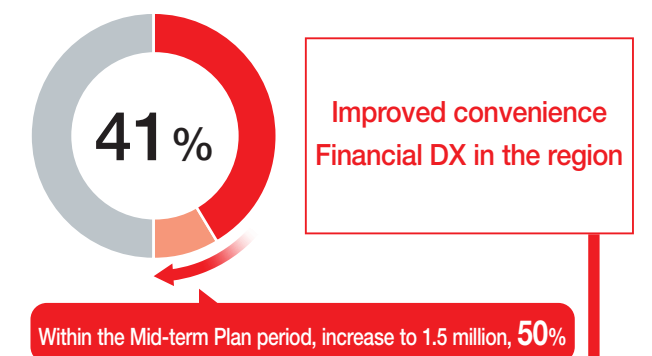 41%
Improved convenience
Financial DX in the region
Within the Mid-term Plan period, increase to 1.5 million, 50%